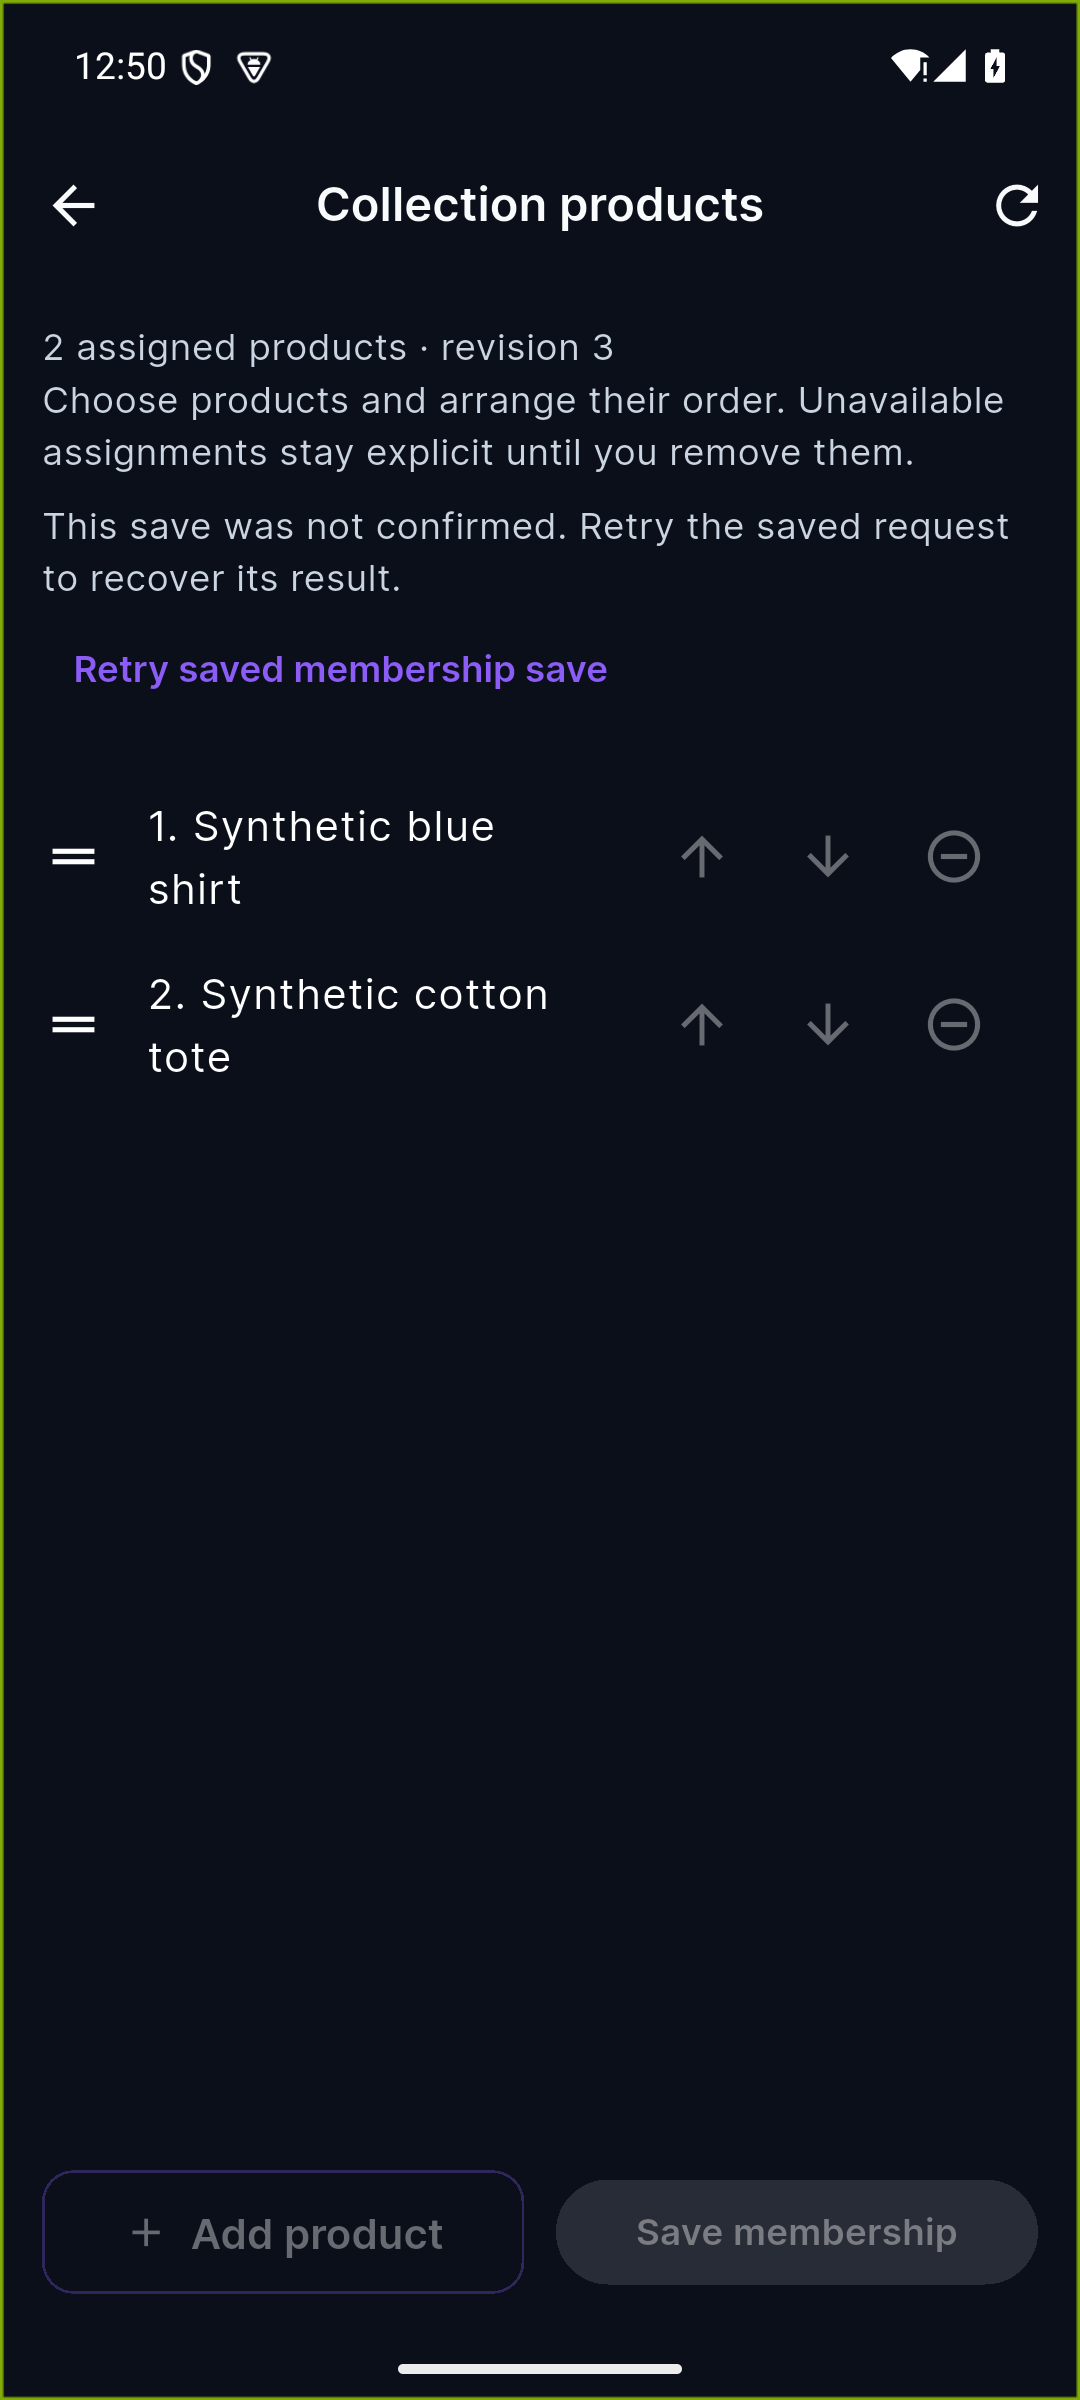 12:50
Collection products
2 assigned products · revision 3
Choose products and arrange their order. Unavailable
assignments stay explicit until you remove them.
This save was not confirmed. Retry the saved request
to recover its result.
Retry saved membership save
1. Synthetic blue
shirt
2. Synthetic cotton
tote
Add product
Save membership